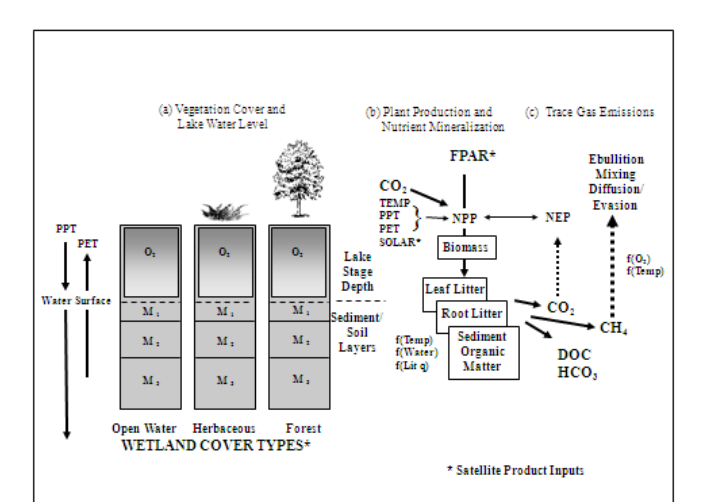 (a) Vegetation Cover and
Lake Water Level
(b) Plant Production and
Nutrient Mineralization
(c) Trace Gas Emissions
PPT
PET
Water Surface
O₂
O₂
O₂
M₁
M₁
M₁
M₂
M₂
M₂
M₃
M₃
M₃
Lake
Stage
Depth
Sediment/
Soil
Layers
Open Water
Herbaceous
Forest
WETLAND COVER TYPES*
FPAR*
CO₂
TEMP
PPT
PET
SOLAR*
NPP
NEP
Biomass
Leaf Litter
Root Litter
Sediment
Organic
Matter
f(Temp)
f(Water)
f(Lit q)
CO₂
CH₄
DOC
HCO₃
Ebullition
Mixing
Diffusion/
Evasion
f(O₂)
f(Temp)
* Satellite Product Inputs